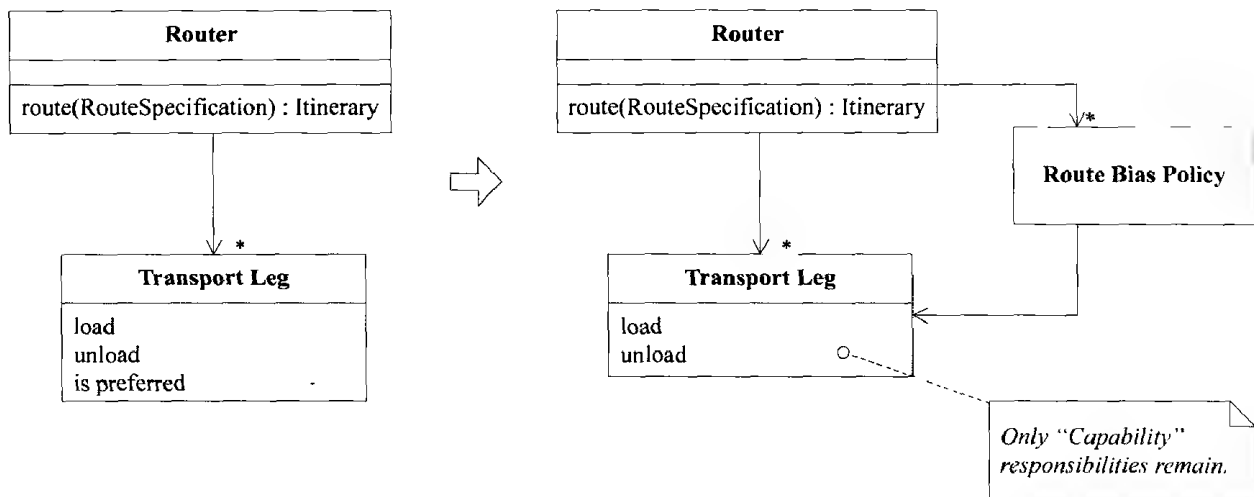 Router
route(RouteSpecification) : Itinerary
*
Transport Leg
load
unload
is preferred
Router
route(RouteSpecification) : Itinerary
*
Route Bias Policy
*
Transport Leg
load
unload
Only “Capability”
responsibilities remain.